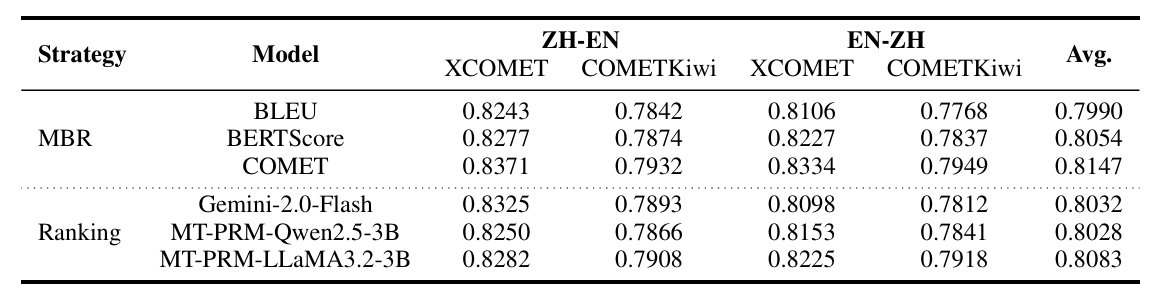 Strategy Model ZH-EN EN-ZH Avg.
XCOMET COMETKiwi XCOMET COMETKiwi
MBR BLEU 0.8243 0.7842 0.8106 0.7768 0.7990
BERTScore 0.8277 0.7874 0.8227 0.7837 0.8054
COMET 0.8371 0.7932 0.8334 0.7949 0.8147
Ranking Gemini-2.0-Flash 0.8325 0.7893 0.8098 0.7812 0.8032
MT-PRM-Qwen2.5-3B 0.8250 0.7866 0.8153 0.7841 0.8028
MT-PRM-LLaMA3.2-3B 0.8282 0.7908 0.8225 0.7918 0.8083